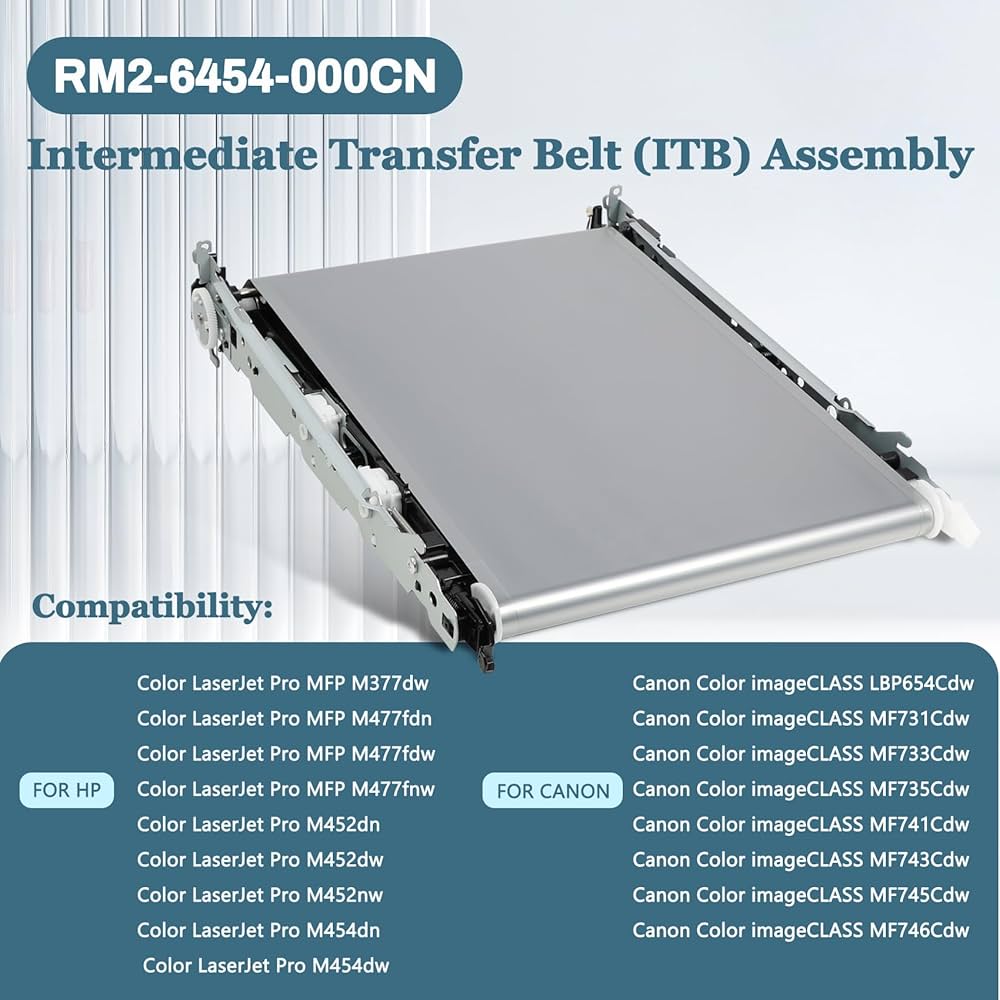 RM2-6454-000CN
Intermediate Transfer Belt (ITB) Assembly
Compatibility:
FOR HP
Color LaserJet Pro MFP M377dw
Color LaserJet Pro MFP M477fdn
Color LaserJet Pro MFP M477fdw
Color LaserJet Pro MFP M477fnw
Color LaserJet Pro M452dn
Color LaserJet Pro M452dw
Color LaserJet Pro M452nw
Color LaserJet Pro M454dn
Color LaserJet Pro M454dw
FOR CANON
Canon Color imageCLASS LBP654Cdw
Canon Color imageCLASS MF731Cdw
Canon Color imageCLASS MF733Cdw
Canon Color imageCLASS MF735Cdw
Canon Color imageCLASS MF741Cdw
Canon Color imageCLASS MF743Cdw
Canon Color imageCLASS MF745Cdw
Canon Color imageCLASS MF746Cdw